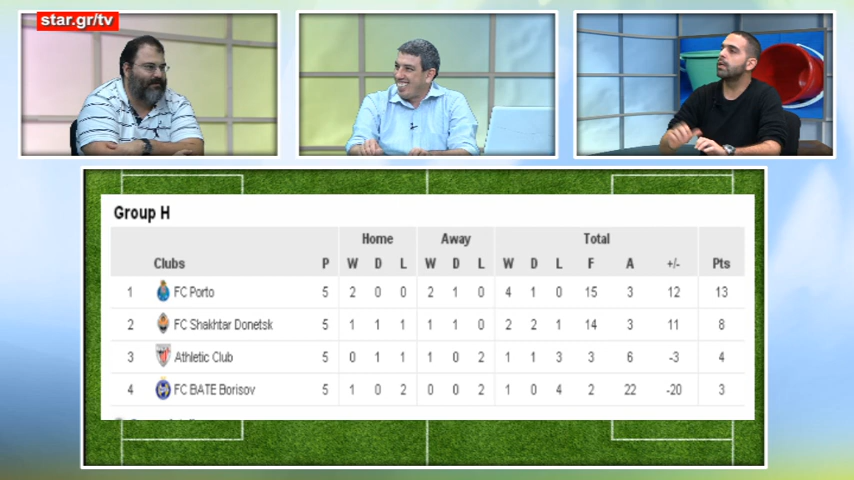 star.gr/tv
Group H
Home Away Total
Clubs P W D L W D L W D L F A +/- Pts
1 FC Porto 5 2 0 0 2 1 0 4 1 0 15 3 12 13
2 FC Shakhtar Donetsk 5 1 1 1 1 1 0 2 2 1 14 3 11 8
3 Athletic Club 5 0 1 1 1 0 2 1 1 3 3 6 -3 4
4 FC BATE Borisov 5 1 0 2 0 0 2 1 0 4 2 22 -20 3